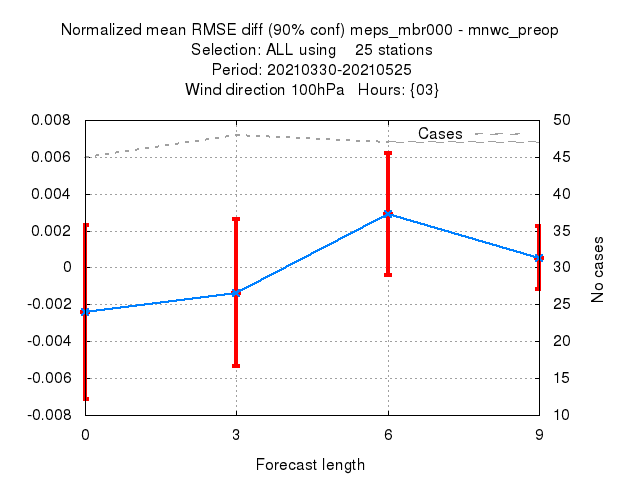 Normalized mean RMSE diff (90% conf) meps_mbr000 - mnwc_preop
Selection: ALL using    25 stations
Period: 20210330-20210525
Wind direction 100hPa   Hours: {03}
0.008
0.006
0.004
0.002
0
-0.002
-0.004
-0.006
-0.008
Cases
50
45
40
35
30
25
20
15
10
No cases
0 3 6 9
Forecast length